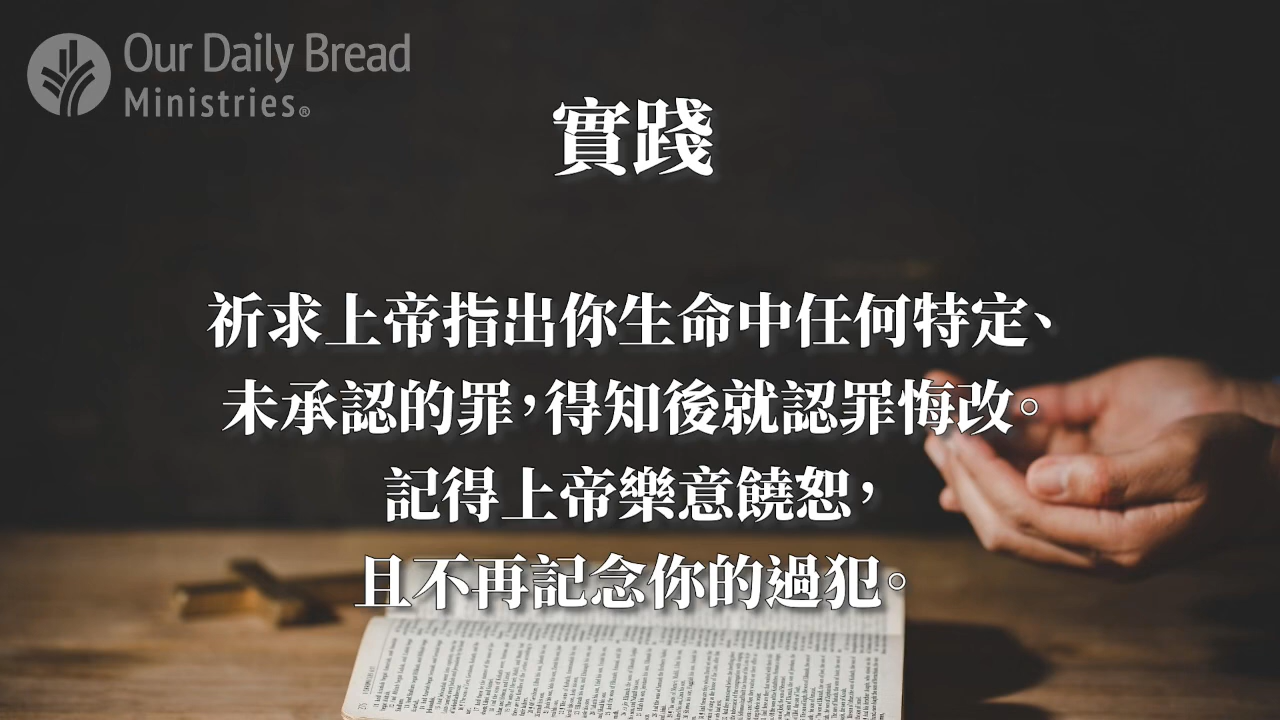 Our Daily Bread
Ministries®
實踐
祈求上帝指出你生命中任何特定、
未承認的罪，得知後就認罪悔改。
記得上帝樂意饒恕，
且不再記念你的過犯。